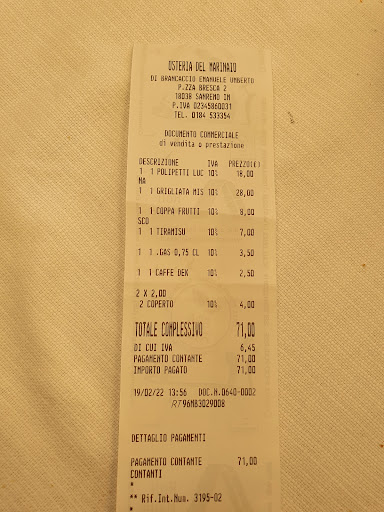 OSTERIA DEL MARINAIO
DI BRANCACCIO EMANUELE UMBERTO
P.ZZA BRESCA 2
18038 SANREMO IM
P.IVA 02345860031
TEL. 0184 533354
DOCUMENTO COMMERCIALE
di vendita o prestazione
DESCRIZIONE IVA PREZZO(€)
1 1 POLIPETTI LUC 10% 18,00
NA
1 1 GRIGLIATA MIS 10% 28,00
1 1 COPPA FRUTTI 10% 8,00
SCO
1 1 TIRAMISU 10% 7,00
1 1 .GAS 0,75 CL 10% 3,50
1 1 CAFFE DEK 10% 2,50
2 X 2,00
2 COPERTO 10% 4,00
TOTALE COMPLESSIVO 71,00
DI CUI IVA 6,45
PAGAMENTO CONTANTE 71,00
IMPORTO PAGATO 71,00
19/02/22 13:56 DOC.N.0640-0002
RT 96MB3029008
DETTAGLIO PAGAMENTI
PAGAMENTO CONTANTE 71,00
CONTANTI
*
** Rif.Int.Num. 3195-02
*